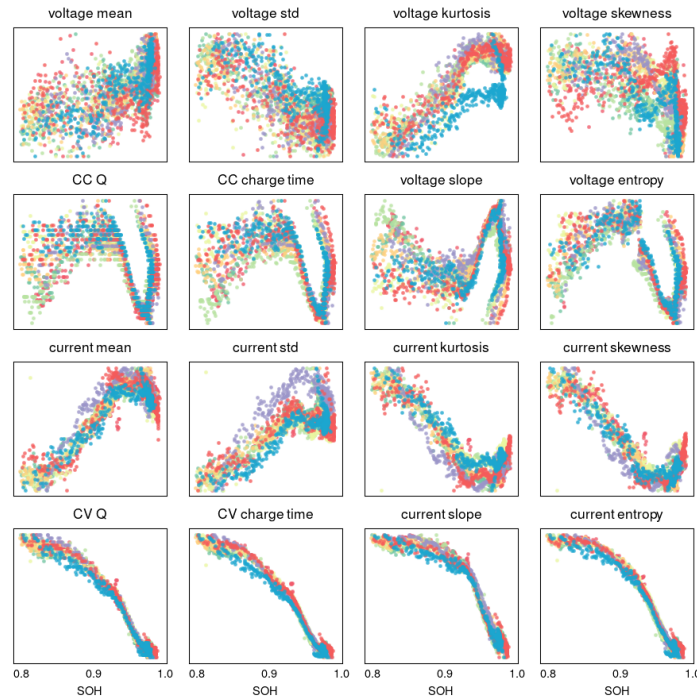 voltage mean voltage std voltage kurtosis voltage skewness
CC Q CC charge time voltage slope voltage entropy
current mean current std current kurtosis current skewness
CV Q CV charge time current slope current entropy
0.8 0.9 1.0 0.8 0.9 1.0 0.8 0.9 1.0 0.8 0.9
SOH SOH SOH SOH